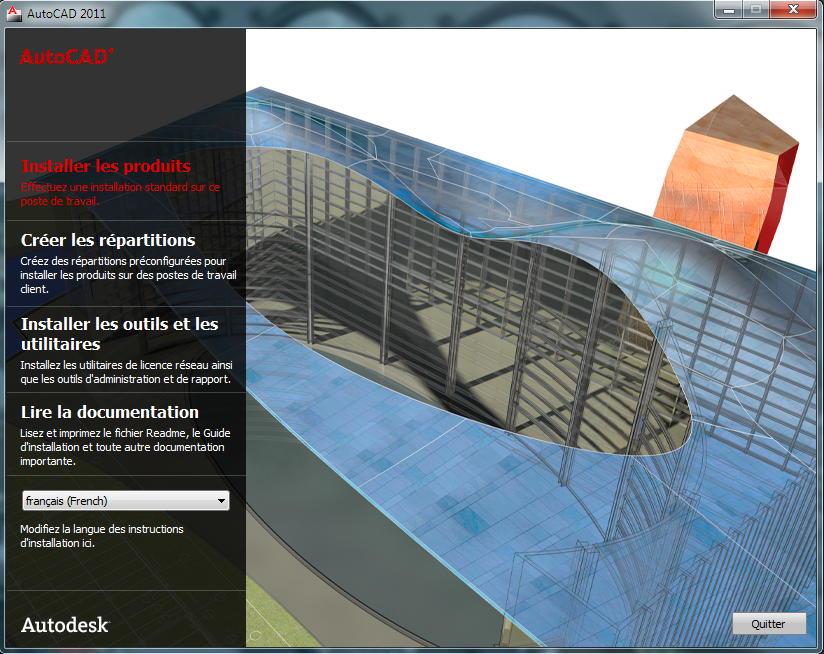 AutoCAD 2011
AutoCAD®
Installer les produits
Effectuez une installation standard sur ce
poste de travail.
Créer les répartitions
Créez des répartitions préconfigurées pour
installer les produits sur des postes de travail
client.
Installer les outils et les
utilitaires
Installez les utilitaires de licence réseau ainsi
que les outils d'administration et de rapport.
Lire la documentation
Lisez et imprimez le fichier Readme, le Guide
d'installation et toute autre documentation
importante.
français (French)
Modifiez la langue des instructions
d'installation ici.
Autodesk
Quitter